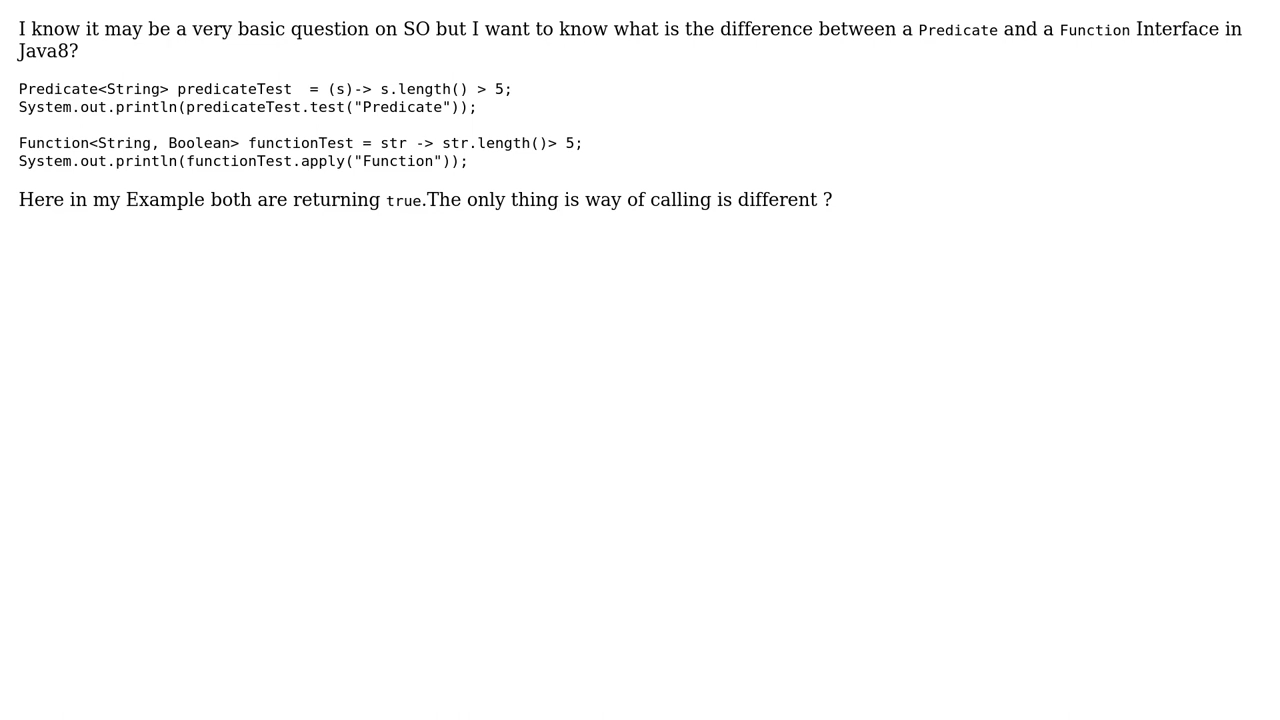 I know it may be a very basic question on SO but I want to know what is the difference between a Predicate and a Function Interface in
Java8?
Predicate<String> predicateTest  = (s)-> s.length() > 5;
System.out.println(predicateTest.test("Predicate"));
Function<String, Boolean> functionTest = str -> str.length()> 5;
System.out.println(functionTest.apply("Function"));
Here in my Example both are returning true.The only thing is way of calling is different ?